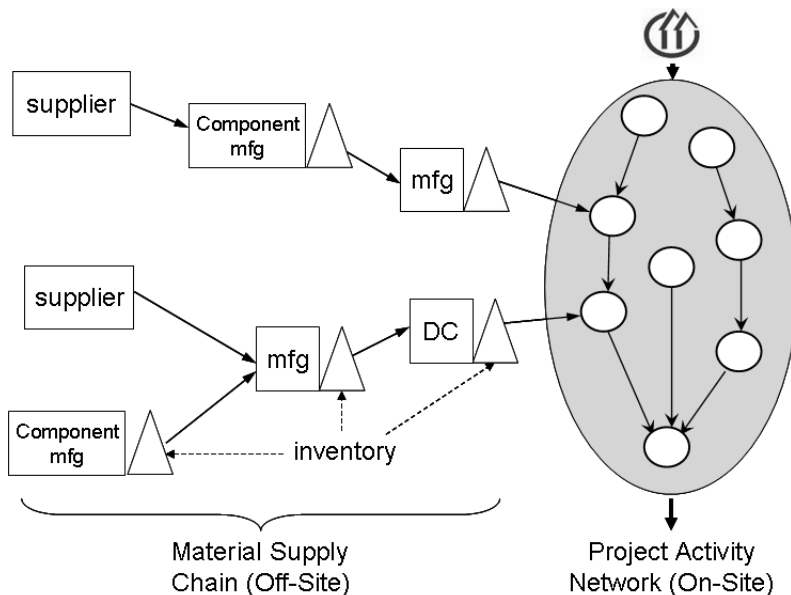 supplier
Component
mfg
mfg
supplier
mfg
DC
Component
mfg
inventory
Material Supply
Chain (Off-Site)
Project Activity
Network (On-Site)